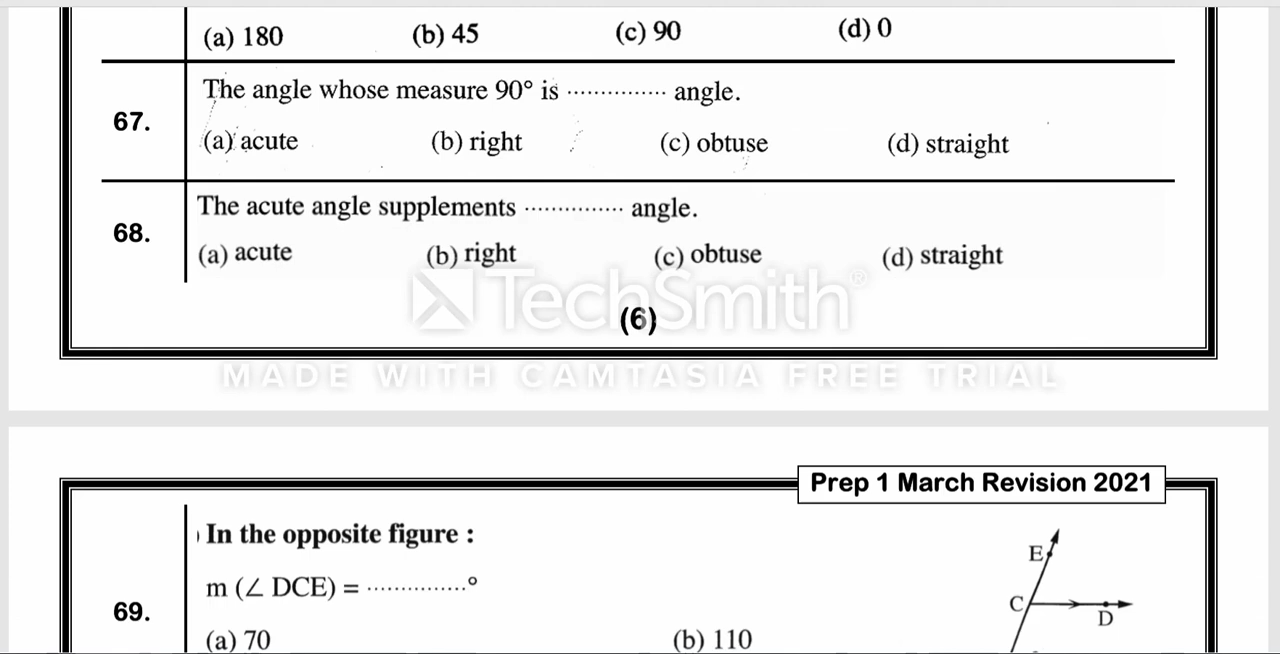 (a) 180 (b) 45 (c) 90 (d) 0
67. The angle whose measure 90° is ............... angle.
(a) acute (b) right (c) obtuse (d) straight
68. The acute angle supplements ............... angle.
(a) acute (b) right (c) obtuse (d) straight
TechSmith®
(6)
MADE WITH CAMTASIA FREE TRIAL
Prep 1 March Revision 2021
In the opposite figure :
m (∠ DCE) = ...............°
69.
(a) 70 (b) 110
E
C
D